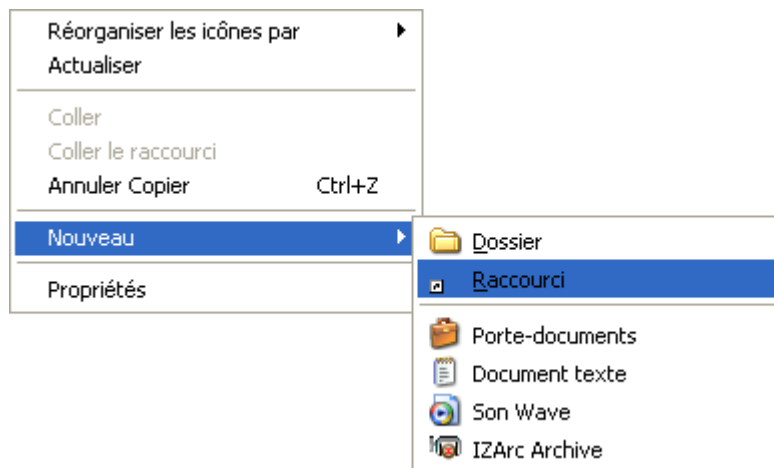 Réorganiser les icônes par
Actualiser
Coller
Coller le raccourci
Annuler Copier Ctrl+Z
Nouveau
Propriétés
Dossier
Raccourci
Porte-documents
Document texte
Son Wave
IZArc Archive